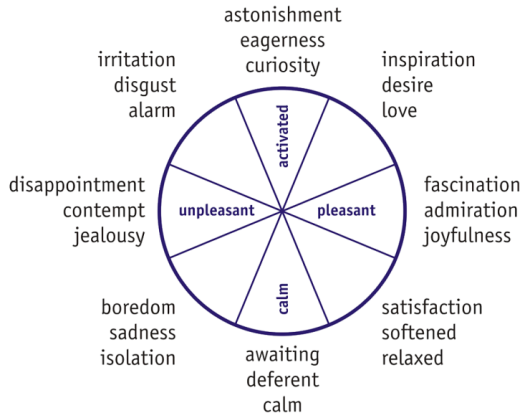 astonishment
eagerness
curiosity
irritation
disgust
alarm
inspiration
desire
love
activated
disappointment
contempt
jealousy
unpleasant
pleasant
fascination
admiration
joyfulness
calm
boredom
sadness
isolation
satisfaction
softened
relaxed
awaiting
deferent
calm